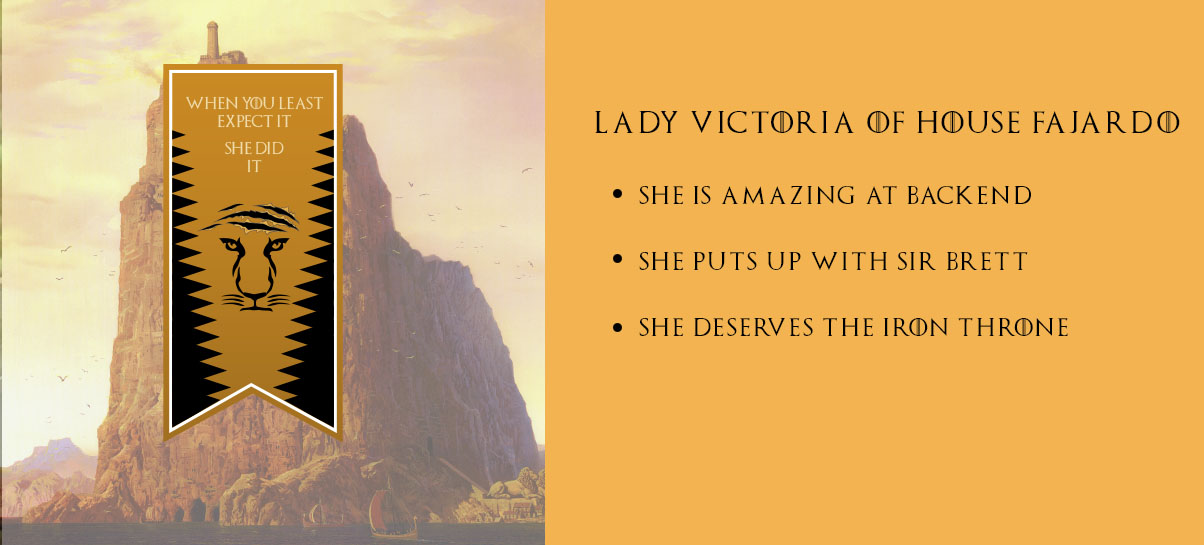 WHEN YOU LEAST
EXPECT IT
SHE DID
IT
LADY VICTORIA OF HOUSE FAJARDO
• SHE IS AMAZING AT BACKEND
• SHE PUTS UP WITH SIR BRETT
• SHE DESERVES THE IRON THRONE